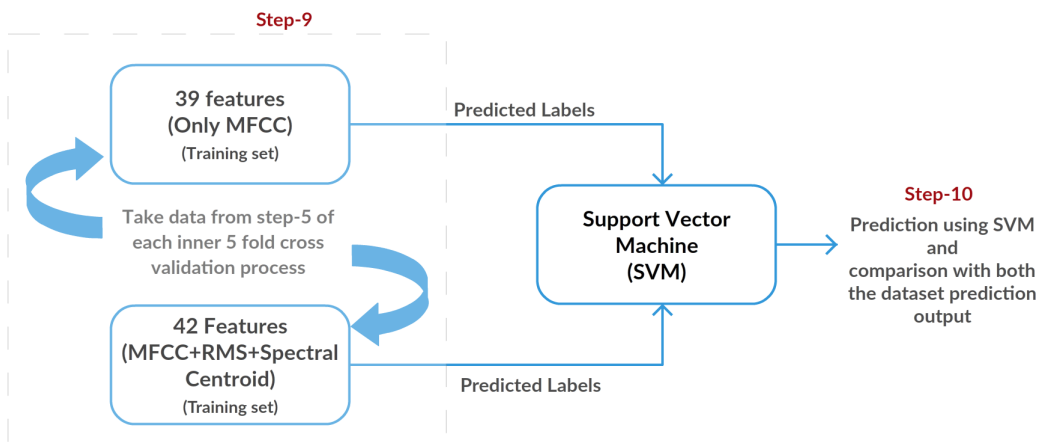 Step-9
39 features
(Only MFCC)
(Training set)
Predicted Labels
Take data from step-5 of
each inner 5 fold cross
validation process
42 Features
(MFCC+RMS+Spectral
Centroid)
(Training set)
Predicted Labels
Support Vector
Machine
(SVM)
Step-10
Prediction using SVM
and
comparison with both
the dataset prediction
output